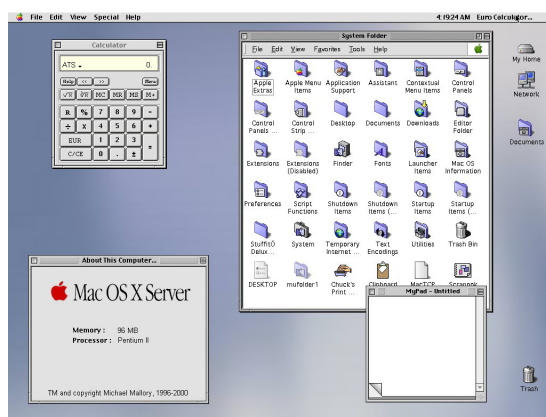 File Edit View Special Help
4:19:24 AM Euro Calculator...
Calculator
ATS
0.
Help << >> Menu
√X ∛X MC MR MS M+
R % 7 8 9 -
÷ X 4 5 6 +
EUR 1 2 3 =
C/CE 0 . ±
System Folder
File Edit View Favorites Tools Help
Apple Extras
Apple Menu Items
Application Support
Assistant
Contextual Menu Items
Control Panels
Control Panels ...
Control Strip ...
Desktop
Documents
Downloads
Editor Folder
Extensions
Extensions (Disabled)
Finder
Fonts
Launcher Items
Mac OS Information
Preferences
Script Functions
Shutdown Items
Shutdown Items (...
Startup Items
Startup Items (...
StuffitÒ Delux...
System
Temporary Internet ...
Text Encodings
Utilities
Trash Bin
DESKTOP
mufolder1
Chuck's Print ...
Clipboard
MacTCP
Scrapbook
My Home
Network
Documents
About This Computer...
Mac OS X Server
Memory: 96 MB
Processor: Pentium II
TM and copyright Michael Mallory, 1996-2000
MyPad - Untitled
Trash